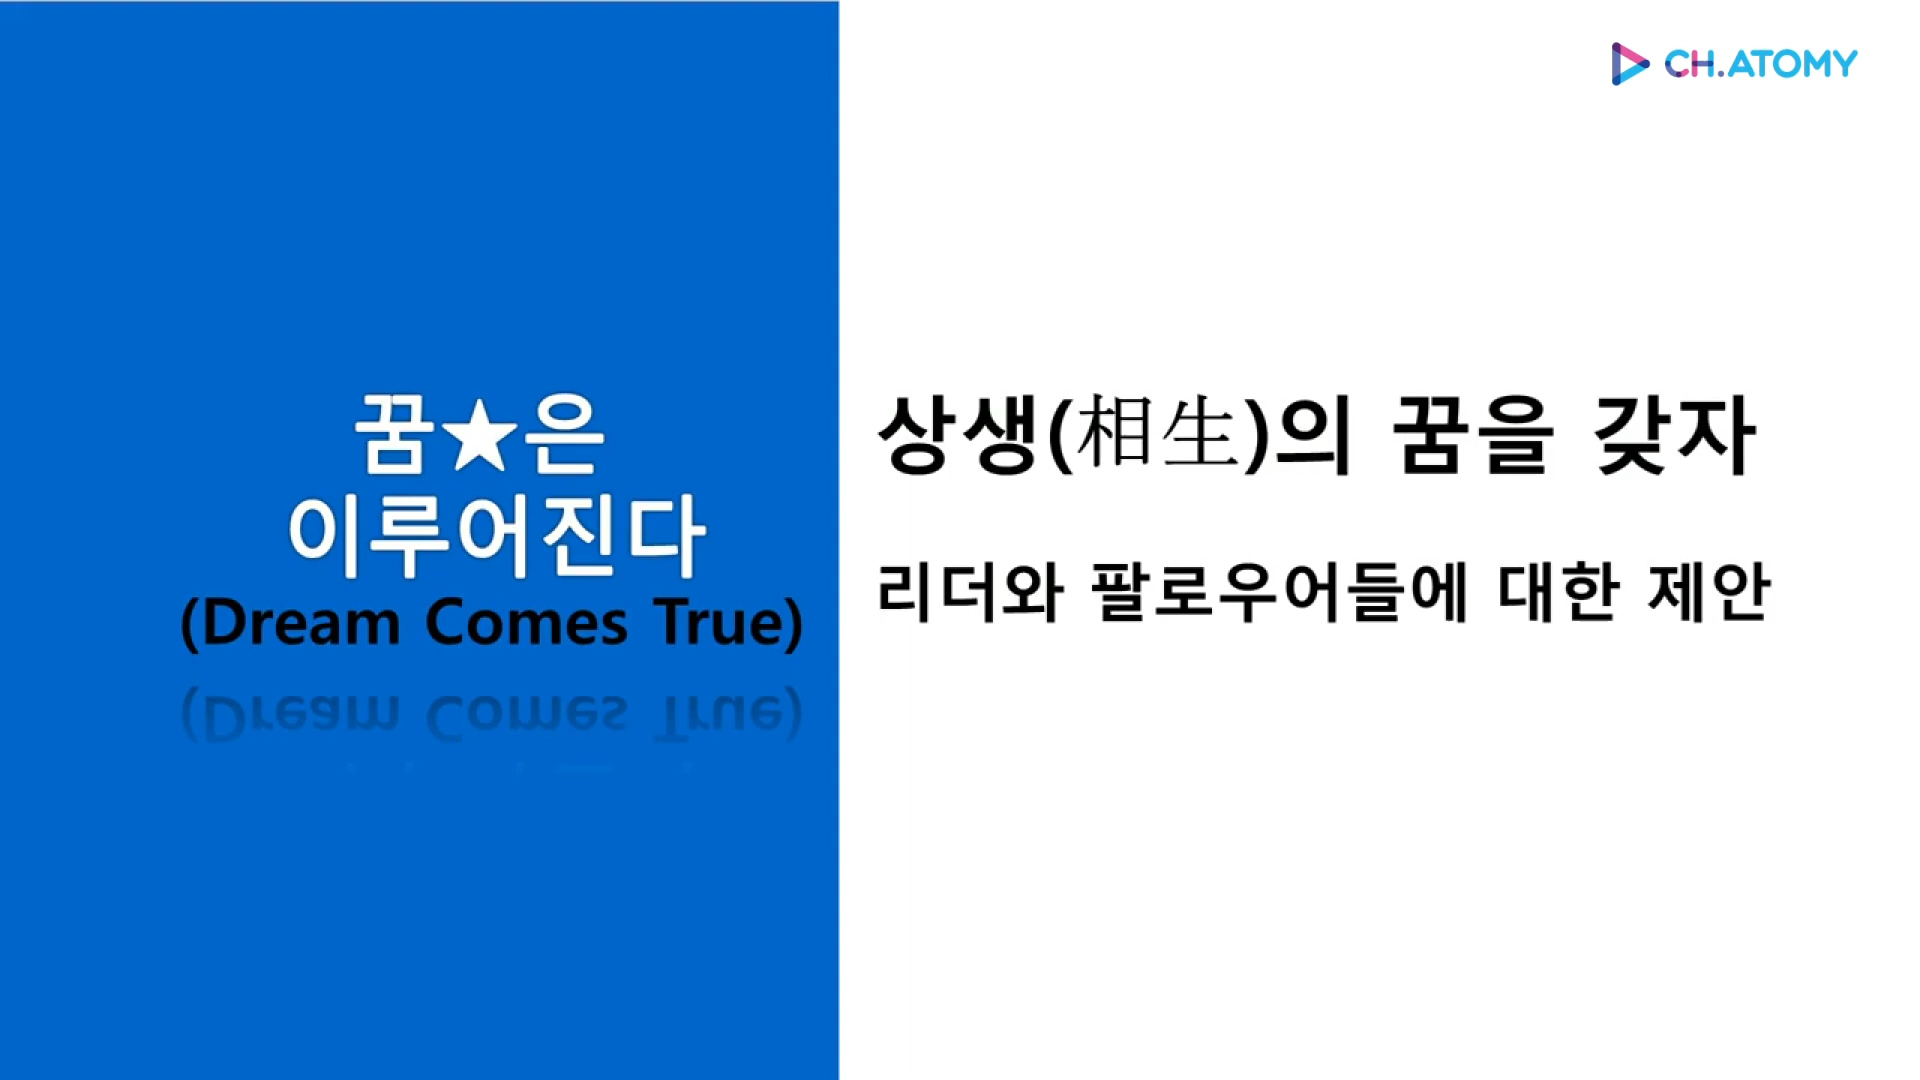 CH.ATOMY
꿈★은
이루어진다
(Dream Comes True)
상생(相生)의 꿈을 갖자
리더와 팔로우어들에 대한 제안